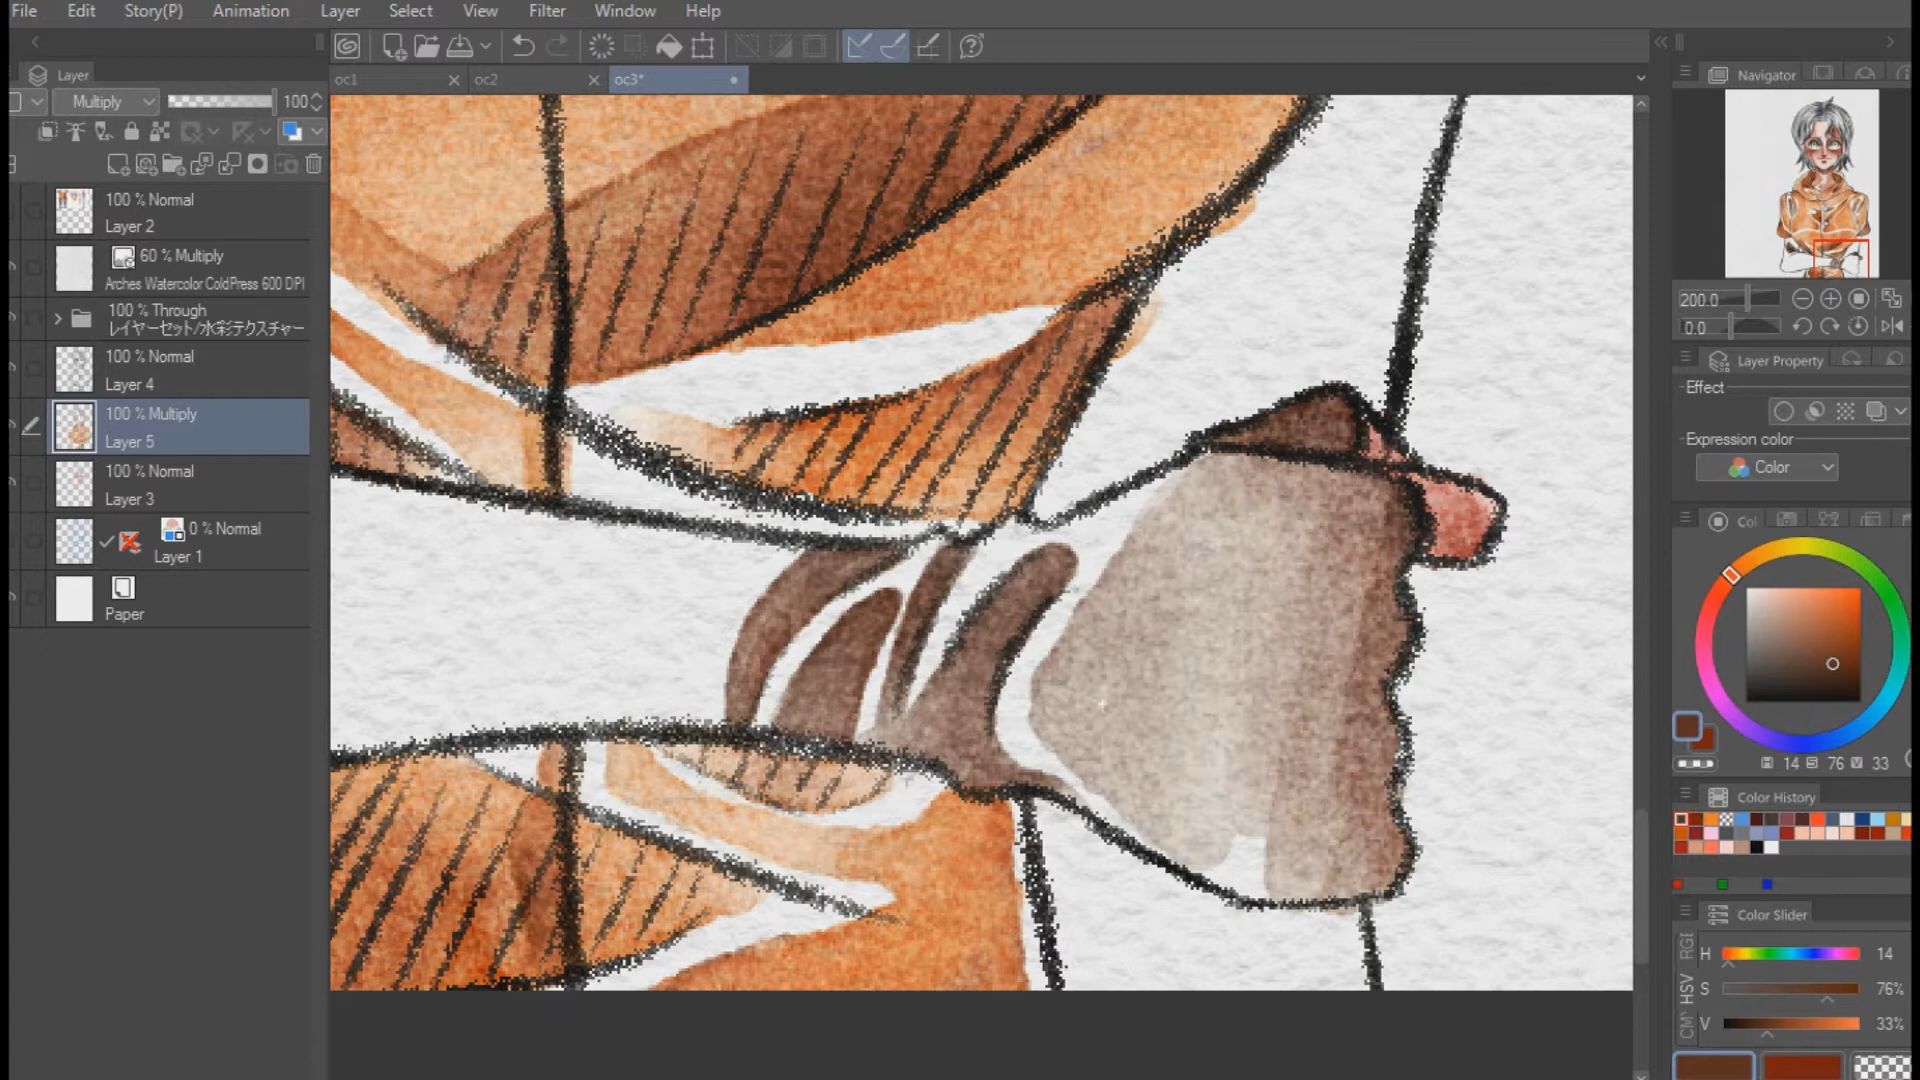 File Edit Story(P) Animation Layer Select View Filter Window Help
oc1 oc2 oc3*
Layer
Multiply 100
100 % Normal
Layer 2
60 % Multiply
Arches Watercolor ColdPress 600 DPI
100 % Through
レイヤーセット/水彩テクスチャー
100 % Normal
Layer 4
100 % Multiply
Layer 5
100 % Normal
Layer 3
0 % Normal
Layer 1
Paper
Navigator
200.0
0.0
Layer Property
Effect
Expression color
Color
Col
H 14 S 76 V 33
Color History
Color Slider
H 14
S 76%
V 33%
RGB
HSV
CM